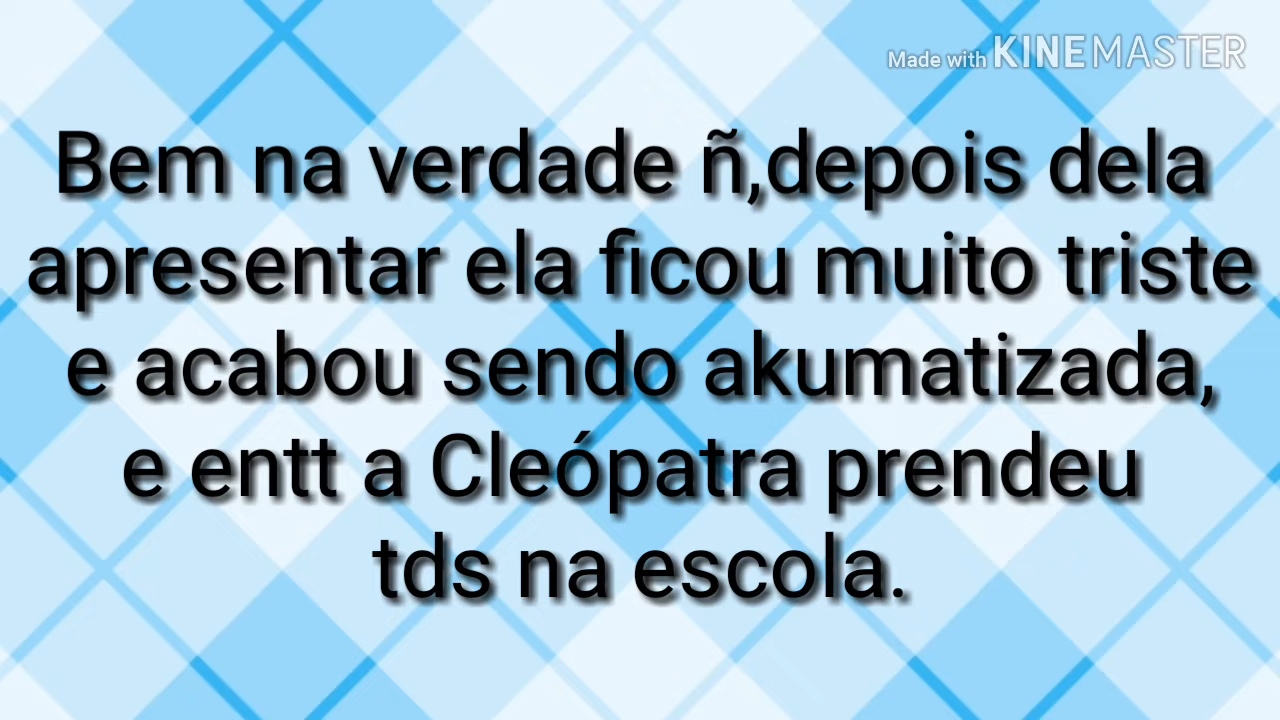 Made with KINEMASTER
Bem na verdade ñ,depois dela
apresentar ela ficou muito triste
e acabou sendo akumatizada,
e entt a Cleópatra prendeu
tds na escola.